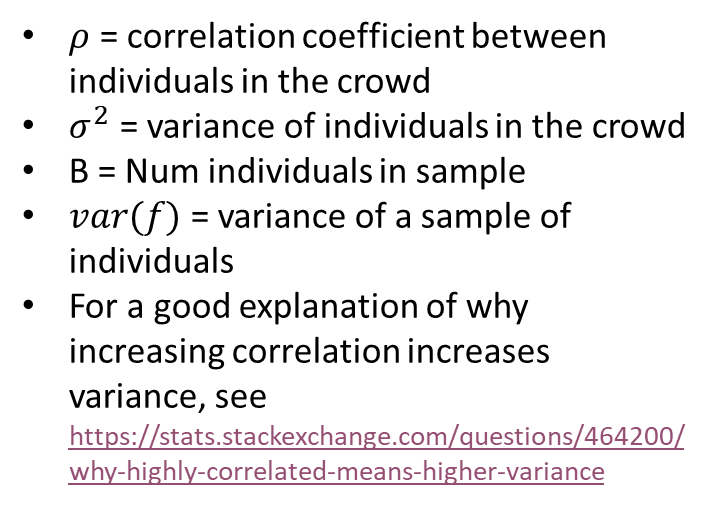 • ρ = correlation coefficient between
individuals in the crowd
• σ² = variance of individuals in the crowd
• B = Num individuals in sample
• var(f) = variance of a sample of
individuals
• For a good explanation of why
increasing correlation increases
variance, see
https://stats.stackexchange.com/questions/464200/
why-highly-correlated-means-higher-variance